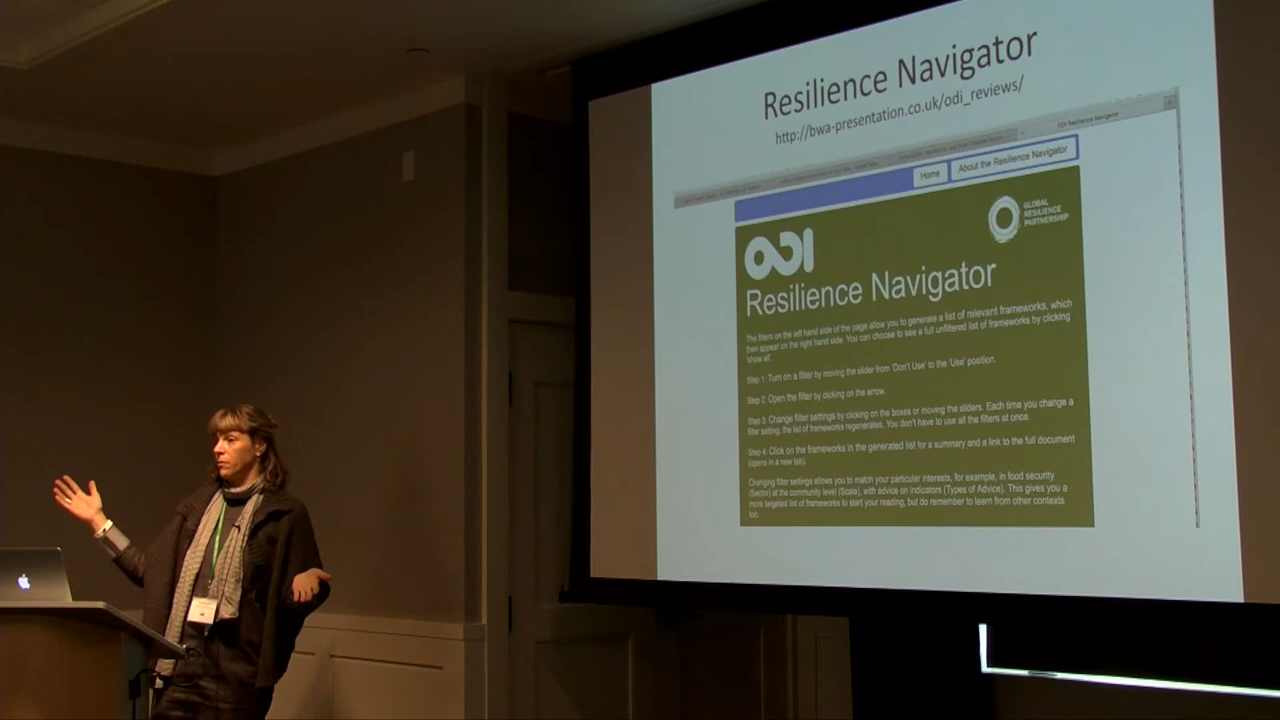 Resilience Navigator
http://bwa-presentation.co.uk/odi_reviews/
ODI Resilience Navigator
Home
About the Resilience Navigator
GLOBAL
RESILIENCE
PARTNERSHIP
ODI
Resilience Navigator
The filters on the left hand side of the page allow you to generate a list of relevant frameworks, which
then appear on the right hand side. You can choose to see a full unfiltered list of frameworks by clicking
'show all'.
Step 1: Turn on a filter by moving the slider from 'Don't Use' to the 'Use' position.
Step 2: Open the filter by clicking on the arrow.
Step 3: Change filter settings by clicking on the boxes or moving the sliders. Each time you change a
filter setting, the list of frameworks regenerates. You don't have to use all the filters at once.
Step 4: Click on the frameworks in the generated list for a summary and a link to the full document
(opens in a new tab).
Changing filter settings allows you to match your particular interests, for example, in food security
(Sector) at the community level (Scale), with advice on indicators (Types of Advice). This gives you a
more targeted list of frameworks to start your reading, but do remember to learn from other contexts
too.